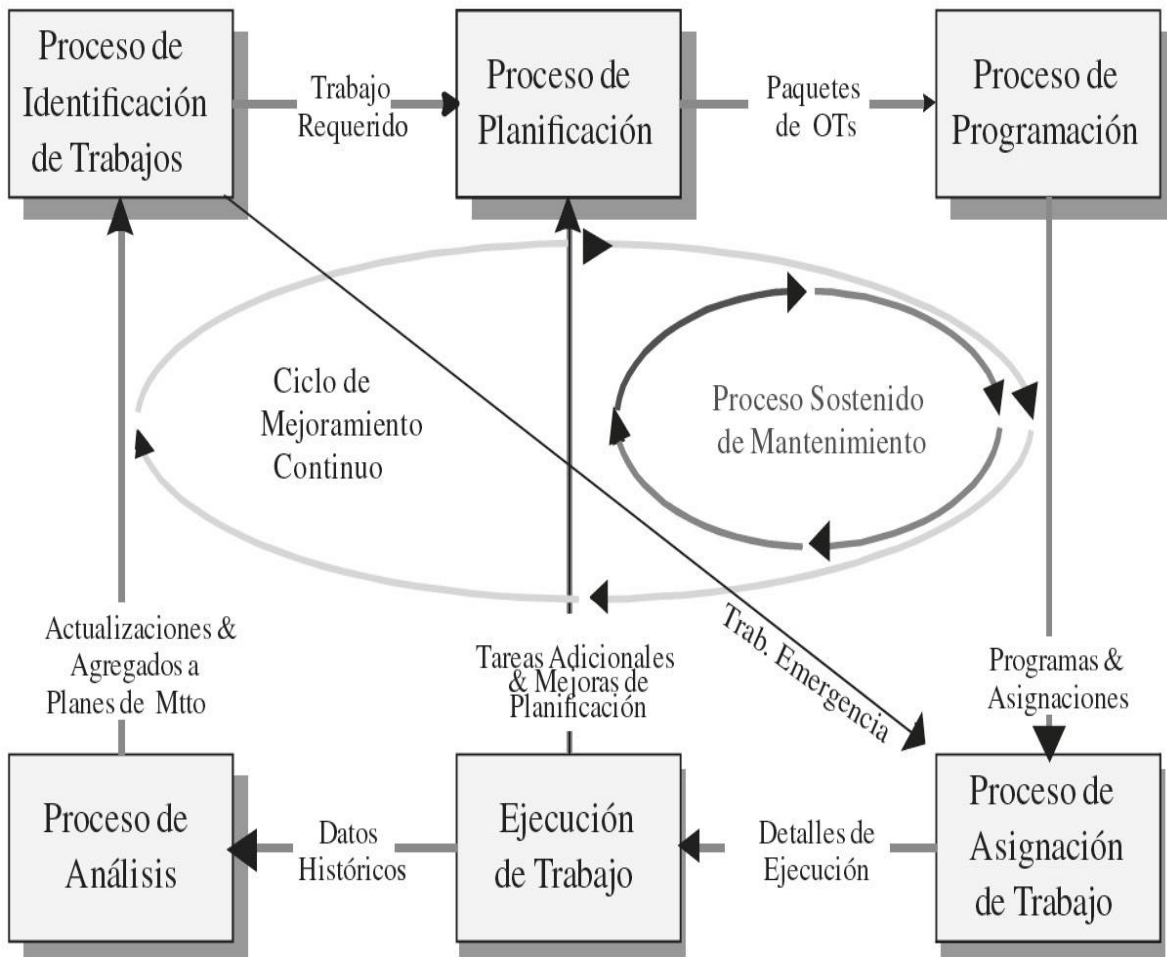 Proceso de
Identificación
de Trabajos
Trabajo
Requerido
Proceso de
Planificación
Paquetes
de OTs
Proceso de
Programación
Ciclo de
Mejoramiento
Continuo
Proceso Sostenido
de Mantenimiento
Actualizaciones &
Agregados a
Planes de Mtto
Tareas Adicionales
& Mejoras de
Planificación
Trab. Emergencia
Programas &
Asignaciones
Proceso de
Análisis
Datos
Históricos
Ejecución
de Trabajo
Detalles de
Ejecución
Proceso de
Asignación
de Trabajo